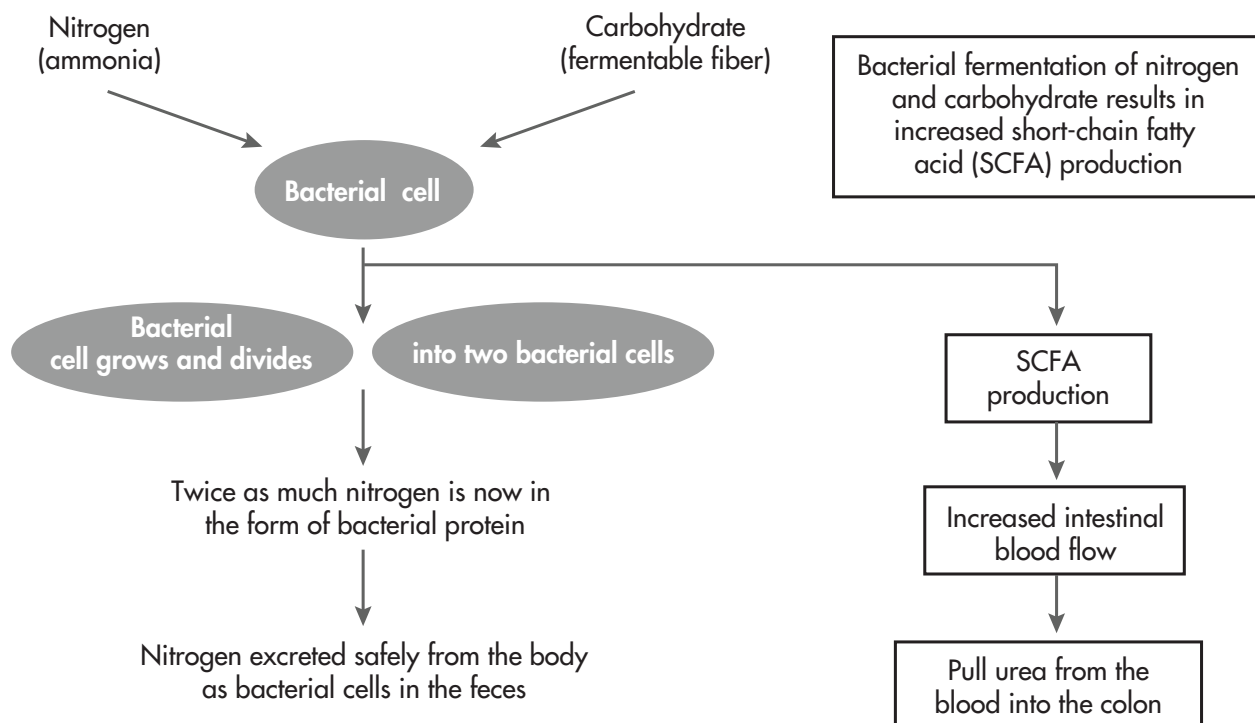 Nitrogen
(ammonia)
Carbohydrate
(fermentable fiber)
Bacterial fermentation of nitrogen
and carbohydrate results in
increased short-chain fatty
acid (SCFA) production
Bacterial cell
Bacterial
cell grows and divides
into two bacterial cells
SCFA
production
Twice as much nitrogen is now in
the form of bacterial protein
Increased intestinal
blood flow
Nitrogen excreted safely from the body
as bacterial cells in the feces
Pull urea from the
blood into the colon